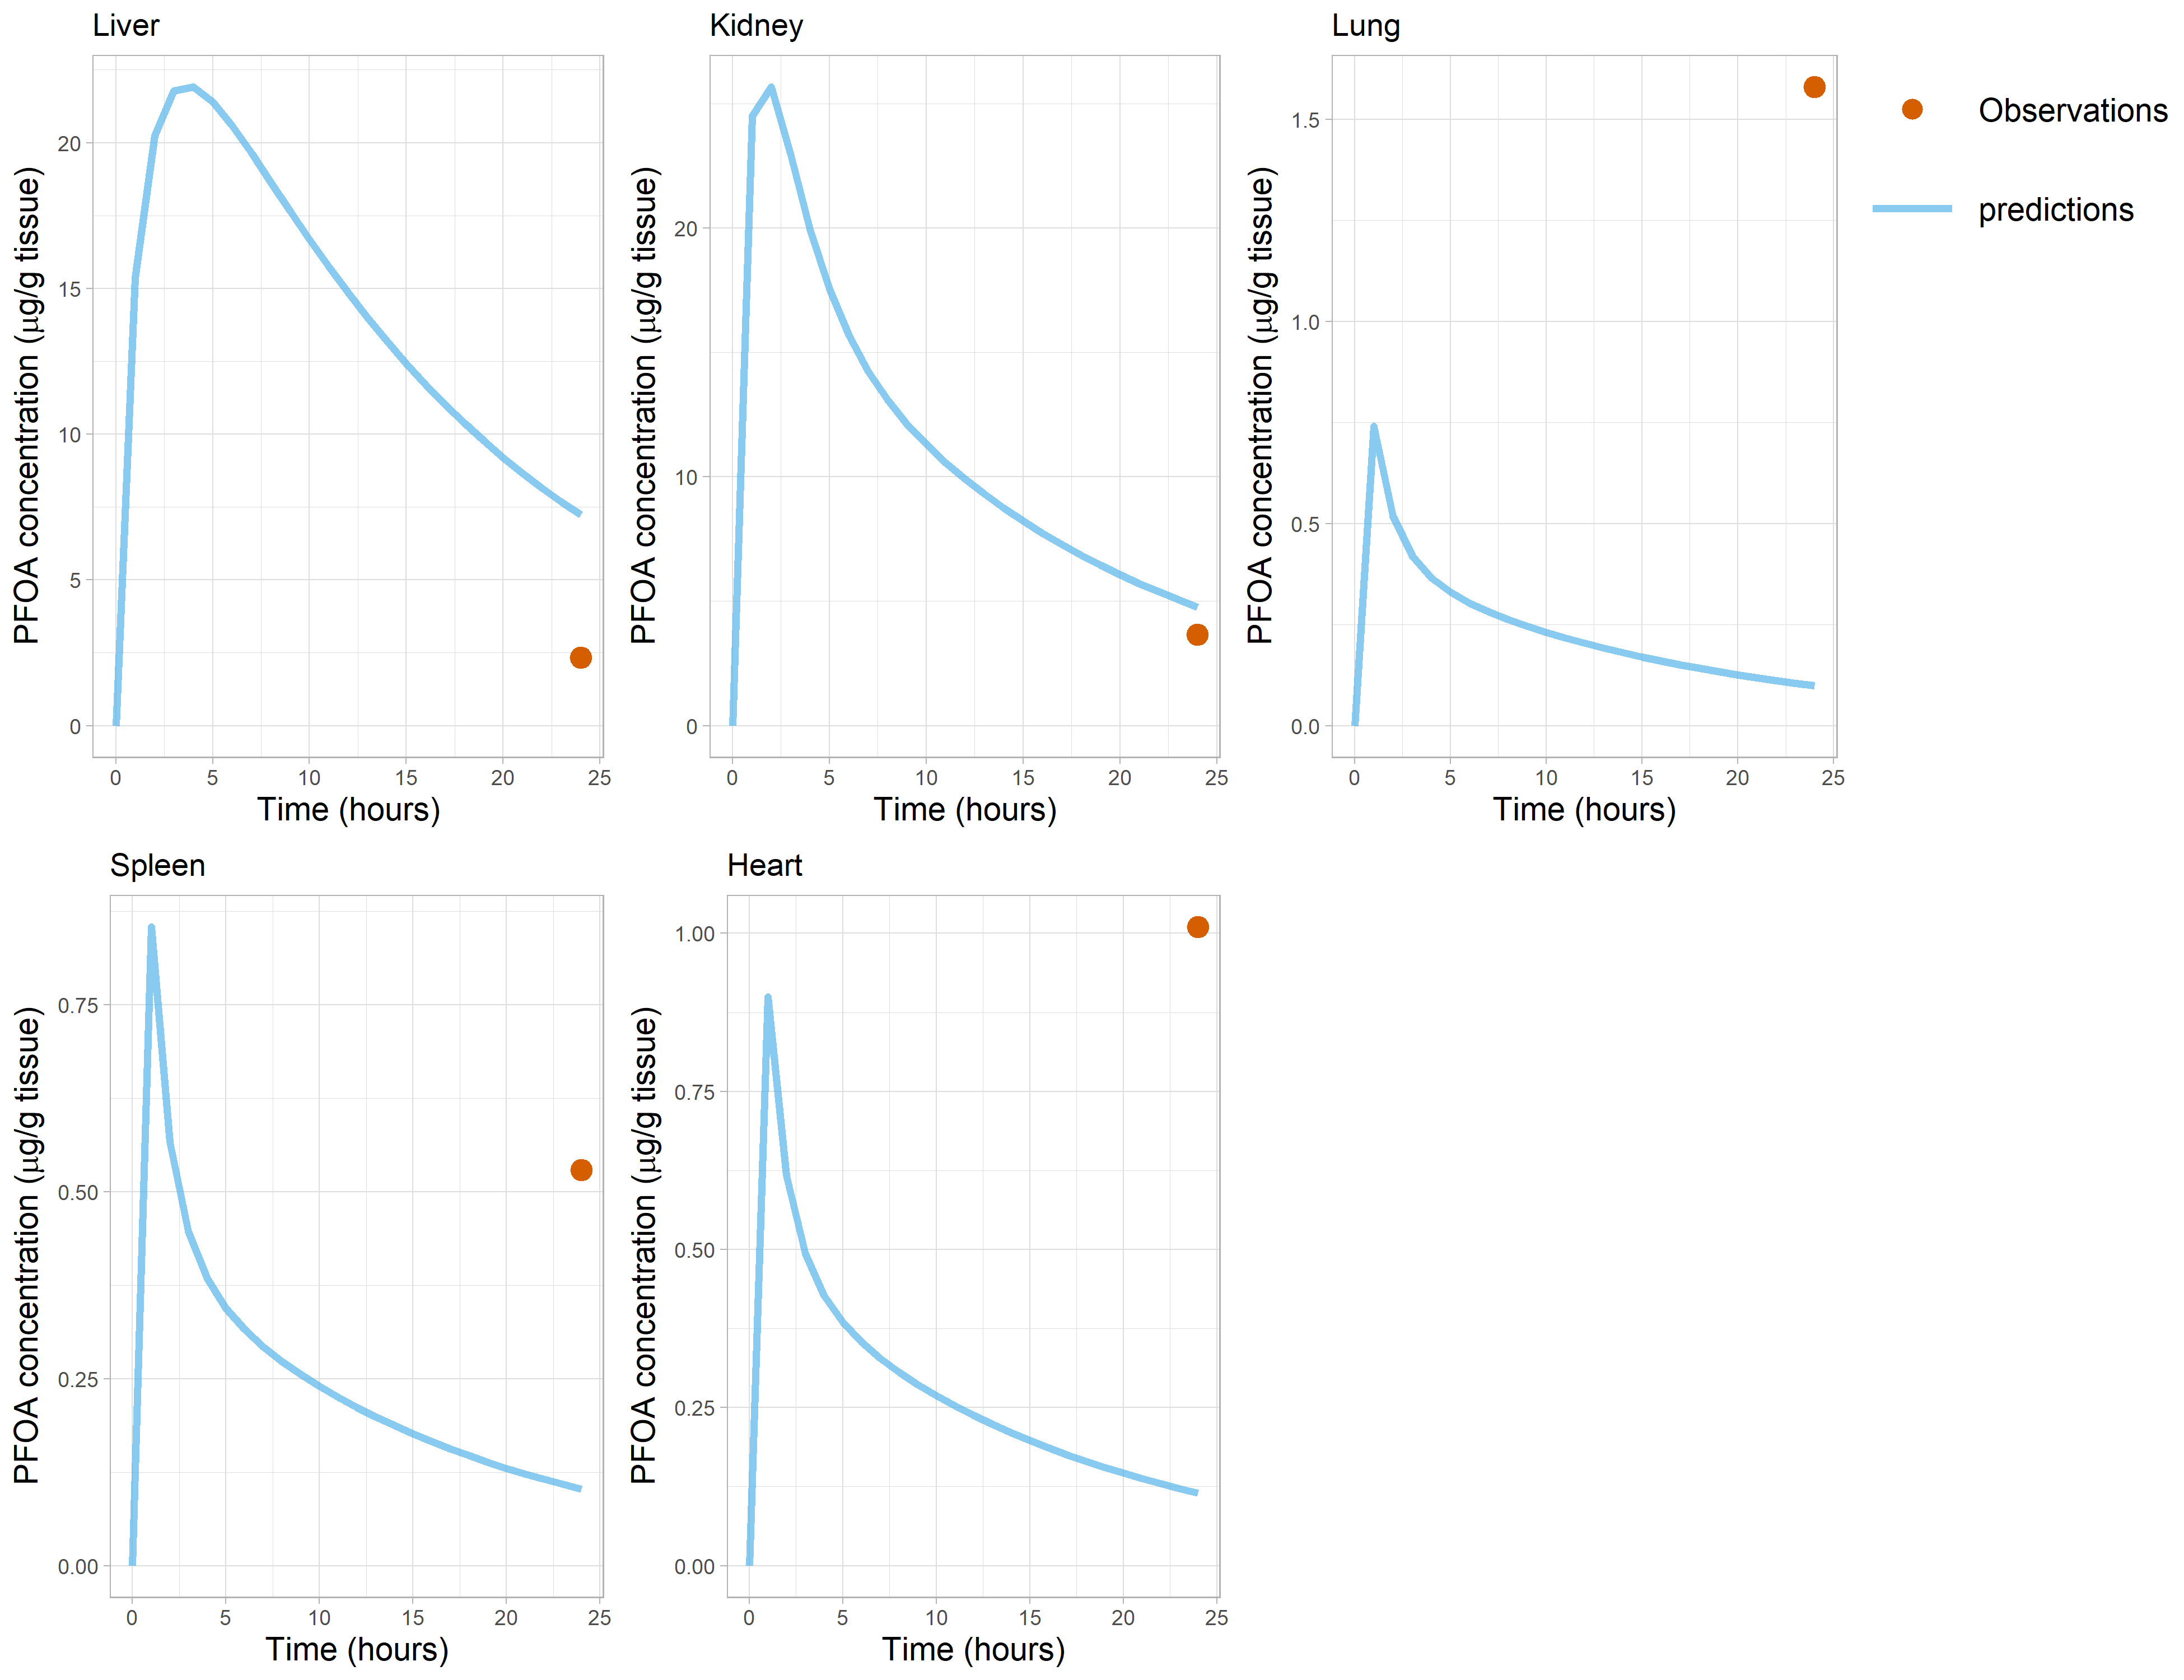 Liver
PFOA concentration (µg/g tissue)
20
15
10
5
0
0 5 10 15 20 25
Time (hours)
Kidney
PFOA concentration (µg/g tissue)
20
10
0
0 5 10 15 20 25
Time (hours)
Lung
PFOA concentration (µg/g tissue)
1.5
1.0
0.5
0.0
0 5 10 15 20 25
Time (hours)
Observations
predictions
Spleen
PFOA concentration (µg/g tissue)
0.75
0.50
0.25
0.00
0 5 10 15 20 25
Time (hours)
Heart
PFOA concentration (µg/g tissue)
1.00
0.75
0.50
0.25
0.00
0 5 10 15 20 25
Time (hours)